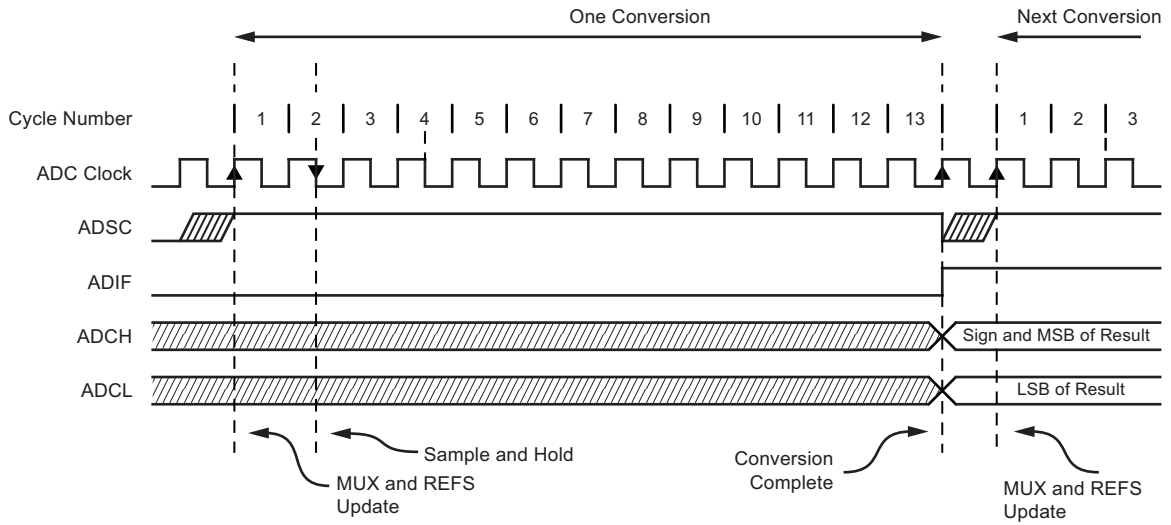 One Conversion
Next Conversion
Cycle Number
1 2 3 4 5 6 7 8 9 10 11 12 13 1 2 3
ADC Clock
ADSC
ADIF
ADCH
Sign and MSB of Result
ADCL
LSB of Result
Sample and Hold
MUX and REFS
Update
Conversion
Complete
MUX and REFS
Update